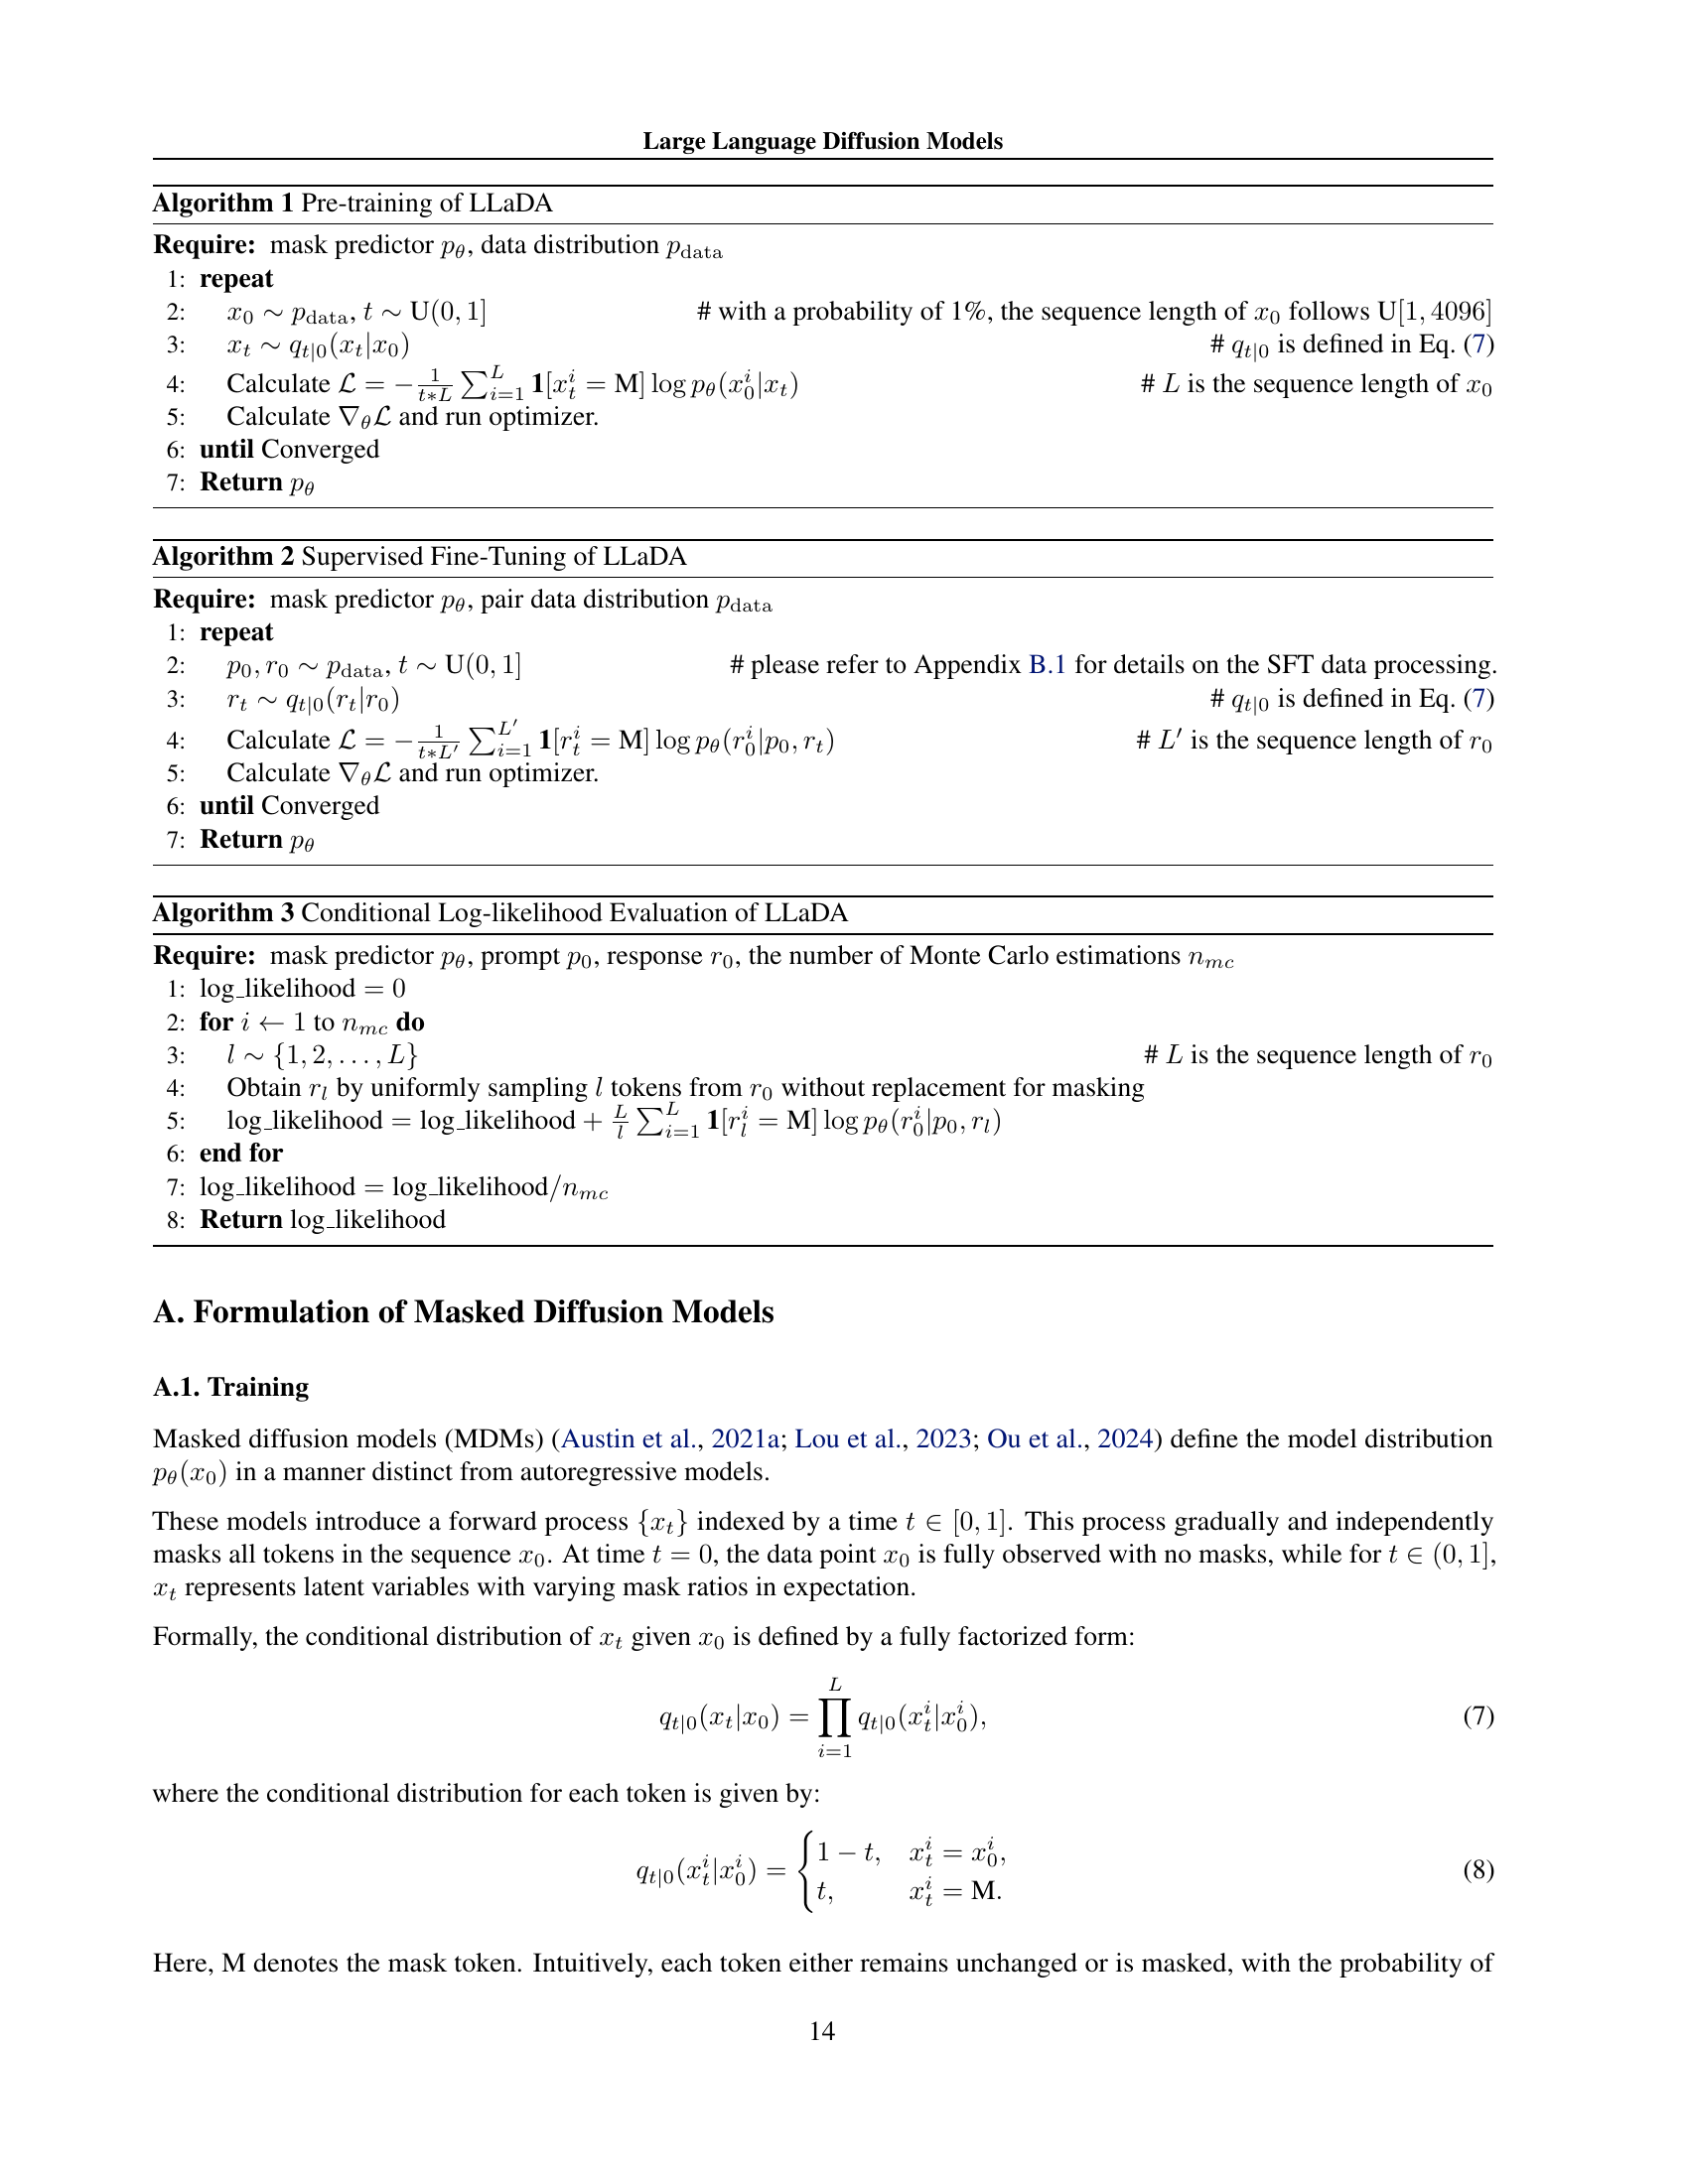 Large Language Diffusion Models
Algorithm 1 Pre-training of LLaDA
Require: mask predictor $p_\theta$, data distribution $p_{\text{data}}$
1: repeat
2: $x_0 \sim p_{\text{data}}$, $t \sim \text{U}(0, 1]$ # with a probability of 1%, the sequence length of $x_0$ follows $\text{U}[1, 4096]$
3: $x_t \sim q_{t|0}(x_t|x_0)$ # $q_{t|0}$ is defined in Eq. (7)
4: Calculate $\mathcal{L} = -\frac{1}{t*L} \sum_{i=1}^{L} \mathbf{1}[x_t^i = \text{M}] \log p_\theta(x_0^i|x_t)$ # $L$ is the sequence length of $x_0$
5: Calculate $\nabla_\theta \mathcal{L}$ and run optimizer.
6: until Converged
7: Return $p_\theta$
Algorithm 2 Supervised Fine-Tuning of LLaDA
Require: mask predictor $p_\theta$, pair data distribution $p_{\text{data}}$
1: repeat
2: $p_0, r_0 \sim p_{\text{data}}$, $t \sim \text{U}(0, 1]$ # please refer to Appendix B.1 for details on the SFT data processing.
3: $r_t \sim q_{t|0}(r_t|r_0)$ # $q_{t|0}$ is defined in Eq. (7)
4: Calculate $\mathcal{L} = -\frac{1}{t*L'} \sum_{i=1}^{L'} \mathbf{1}[r_t^i = \text{M}] \log p_\theta(r_0^i|p_0, r_t)$ # $L'$ is the sequence length of $r_0$
5: Calculate $\nabla_\theta \mathcal{L}$ and run optimizer.
6: until Converged
7: Return $p_\theta$
Algorithm 3 Conditional Log-likelihood Evaluation of LLaDA
Require: mask predictor $p_\theta$, prompt $p_0$, response $r_0$, the number of Monte Carlo estimations $n_{mc}$
1: log_likelihood = 0
2: for $i \leftarrow 1$ to $n_{mc}$ do
3: $l \sim \{1, 2, \ldots, L\}$ # $L$ is the sequence length of $r_0$
4: Obtain $r_l$ by uniformly sampling $l$ tokens from $r_0$ without replacement for masking
5: log_likelihood = log_likelihood + $\frac{L}{l} \sum_{i=1}^{L} \mathbf{1}[r_l^i = \text{M}] \log p_\theta(r_0^i|p_0, r_l)$
6: end for
7: log_likelihood = log_likelihood/$n_{mc}$
8: Return log_likelihood
A. Formulation of Masked Diffusion Models
A.1. Training
Masked diffusion models (MDMs) (Austin et al., 2021a; Lou et al., 2023; Ou et al., 2024) define the model distribution
$p_\theta(x_0)$ in a manner distinct from autoregressive models.
These models introduce a forward process $\{x_t\}$ indexed by a time $t \in [0, 1]$. This process gradually and independently
masks all tokens in the sequence $x_0$. At time $t = 0$, the data point $x_0$ is fully observed with no masks, while for $t \in (0, 1]$,
$x_t$ represents latent variables with varying mask ratios in expectation.
Formally, the conditional distribution of $x_t$ given $x_0$ is defined by a fully factorized form:
$q_{t|0}(x_t|x_0) = \prod_{i=1}^{L} q_{t|0}(x_t^i|x_0^i),$ (7)
where the conditional distribution for each token is given by:
$q_{t|0}(x_t^i|x_0^i) = \begin{cases} 1 - t, & x_t^i = x_0^i, \\ t, & x_t^i = \text{M}. \end{cases}$ (8)
Here, M denotes the mask token. Intuitively, each token either remains unchanged or is masked, with the probability of
14